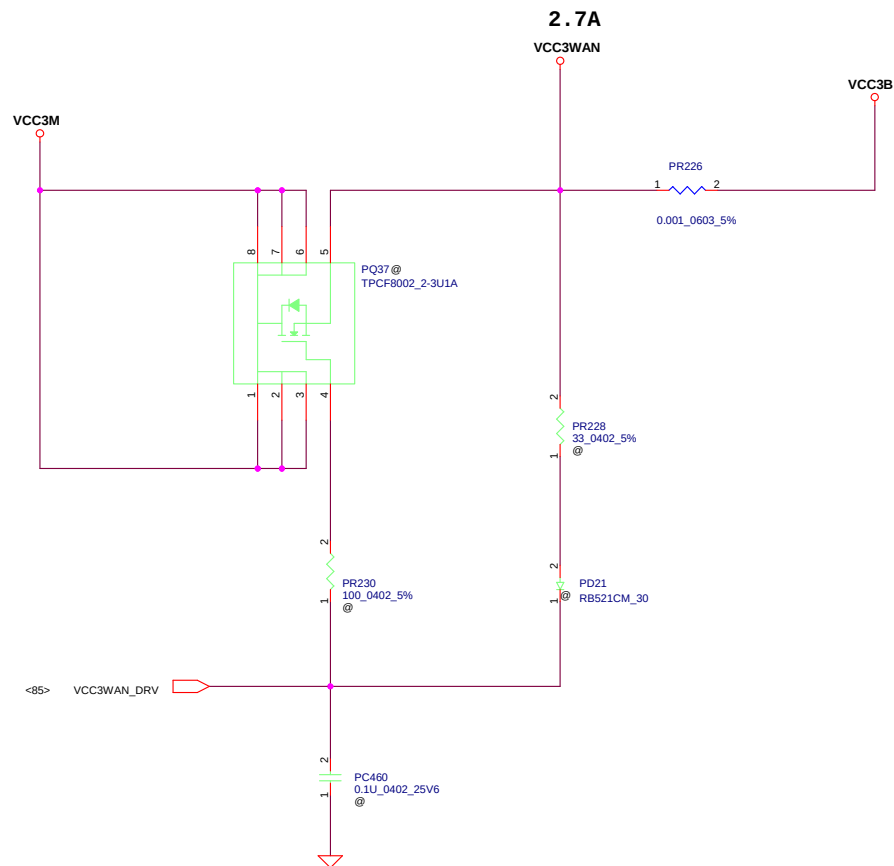 2.7A
VCC3WAN
VCC3B
VCC3M
PR226
1 2
0.001_0603_5%
8 7 6 5
PQ37@
TPCF8002_2-3U1A
1 2 3 4
2
PR228
33_0402_5%
1 @
2
PR230
100_0402_5%
1 @
2
PD21
1 @ RB521CM_30
<85> VCC3WAN_DRV
2
PC460
0.1U_0402_25V6
1 @